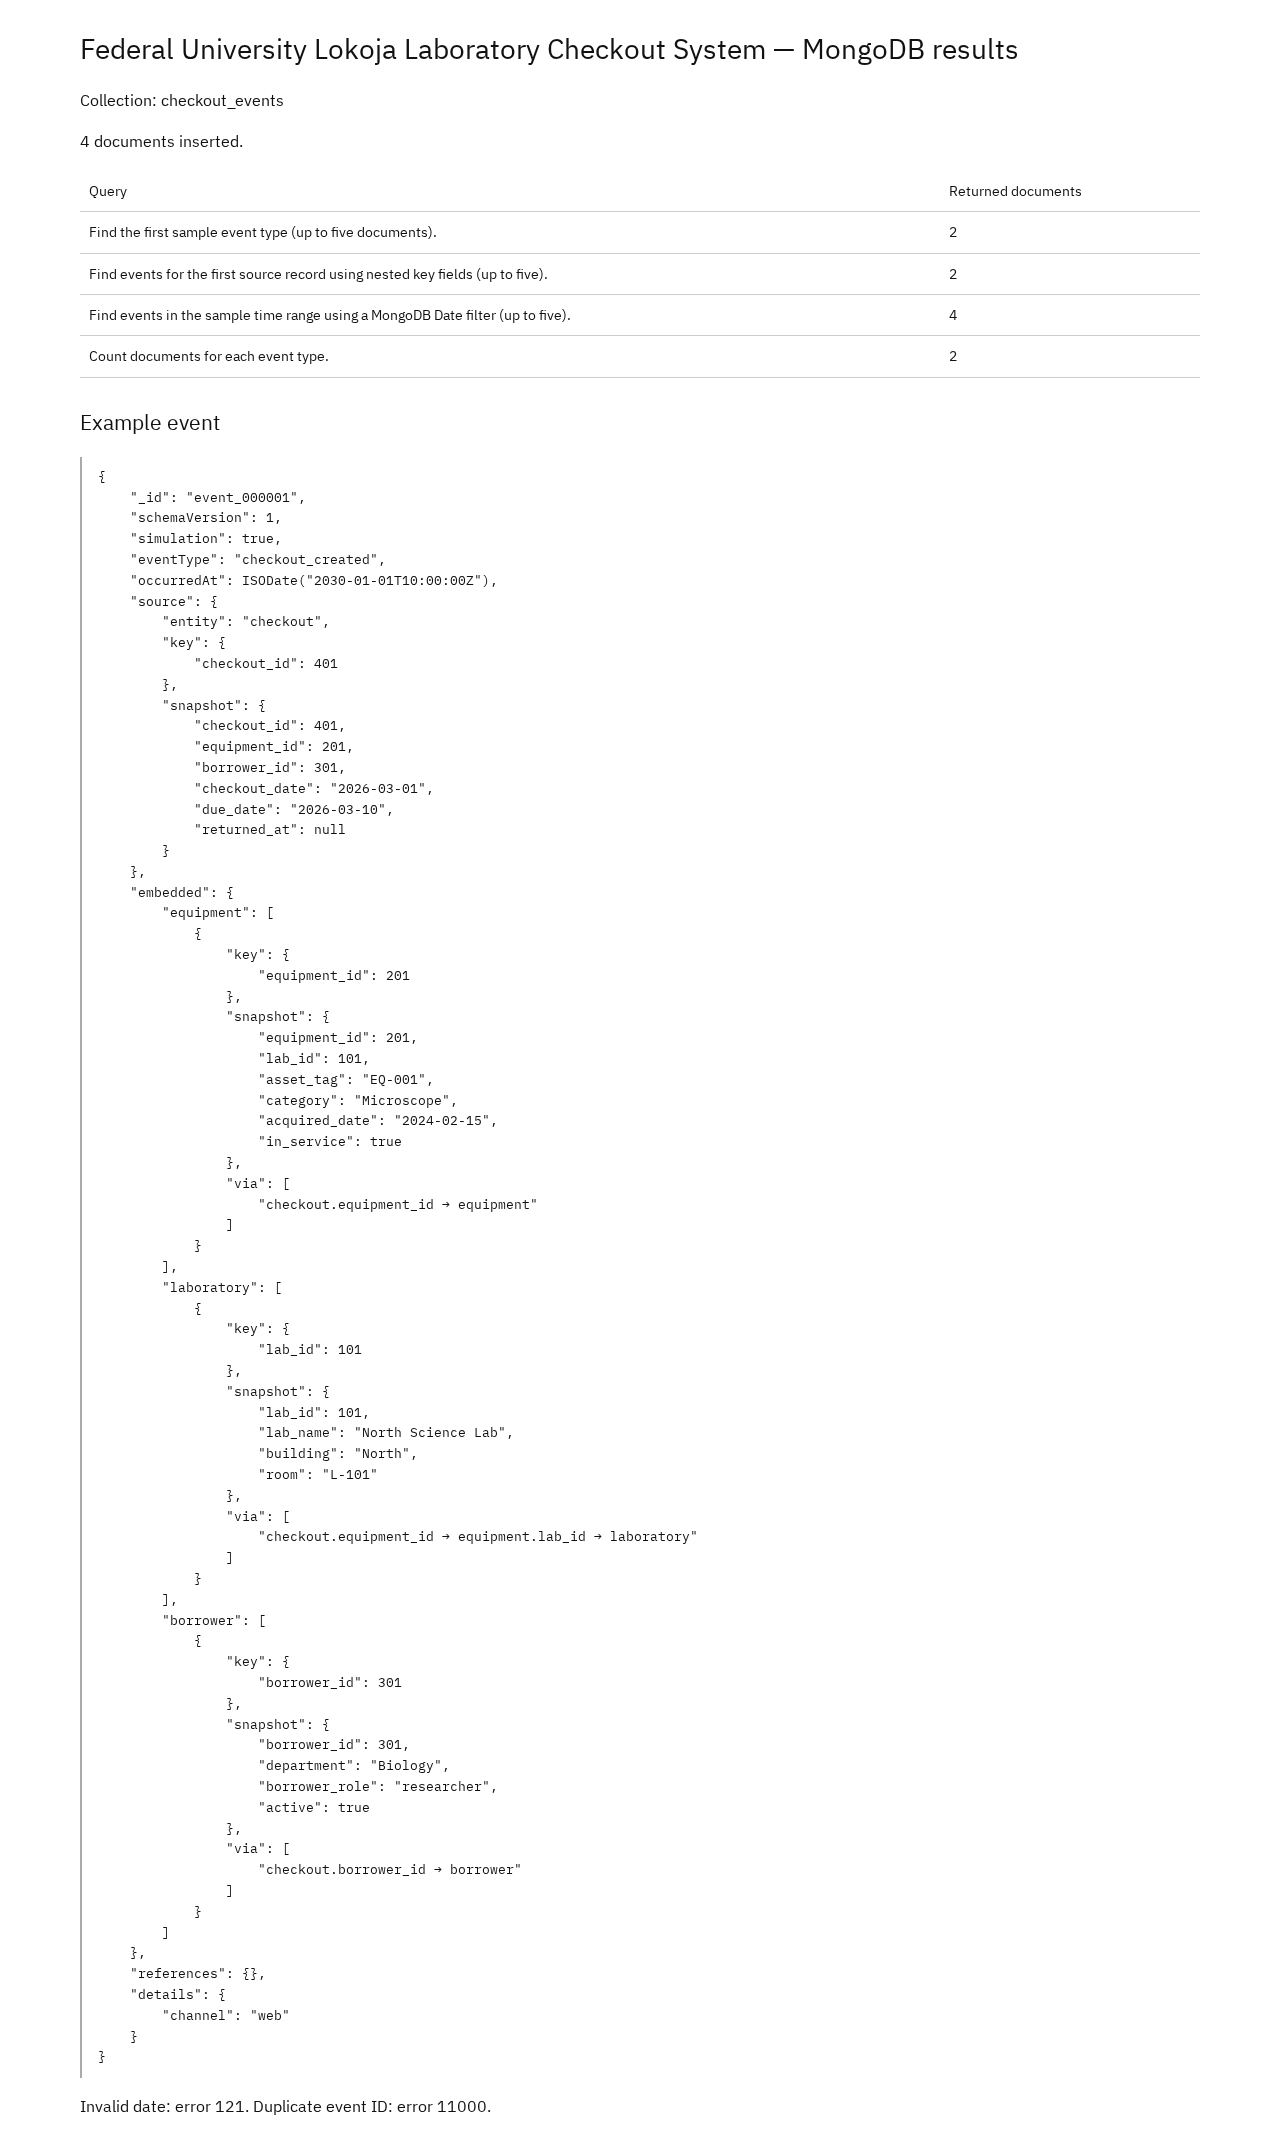 Federal University Lokoja Laboratory Checkout System — MongoDB results
Collection: checkout_events
4 documents inserted.
Query Returned documents
Find the first sample event type (up to five documents). 2
Find events for the first source record using nested key fields (up to five). 2
Find events in the sample time range using a MongoDB Date filter (up to five). 4
Count documents for each event type. 2
Example event
{
    "_id": "event_000001",
    "schemaVersion": 1,
    "simulation": true,
    "eventType": "checkout_created",
    "occurredAt": ISODate("2030-01-01T10:00:00Z"),
    "source": {
        "entity": "checkout",
        "key": {
            "checkout_id": 401
        },
        "snapshot": {
            "checkout_id": 401,
            "equipment_id": 201,
            "borrower_id": 301,
            "checkout_date": "2026-03-01",
            "due_date": "2026-03-10",
            "returned_at": null
        }
    },
    "embedded": {
        "equipment": [
            {
                "key": {
                    "equipment_id": 201
                },
                "snapshot": {
                    "equipment_id": 201,
                    "lab_id": 101,
                    "asset_tag": "EQ-001",
                    "category": "Microscope",
                    "acquired_date": "2024-02-15",
                    "in_service": true
                },
                "via": [
                    "checkout.equipment_id → equipment"
                ]
            }
        ],
        "laboratory": [
            {
                "key": {
                    "lab_id": 101
                },
                "snapshot": {
                    "lab_id": 101,
                    "lab_name": "North Science Lab",
                    "building": "North",
                    "room": "L-101"
                },
                "via": [
                    "checkout.equipment_id → equipment.lab_id → laboratory"
                ]
            }
        ],
        "borrower": [
            {
                "key": {
                    "borrower_id": 301
                },
                "snapshot": {
                    "borrower_id": 301,
                    "department": "Biology",
                    "borrower_role": "researcher",
                    "active": true
                },
                "via": [
                    "checkout.borrower_id → borrower"
                ]
            }
        ]
    },
    "references": {},
    "details": {
        "channel": "web"
    }
}
Invalid date: error 121. Duplicate event ID: error 11000.